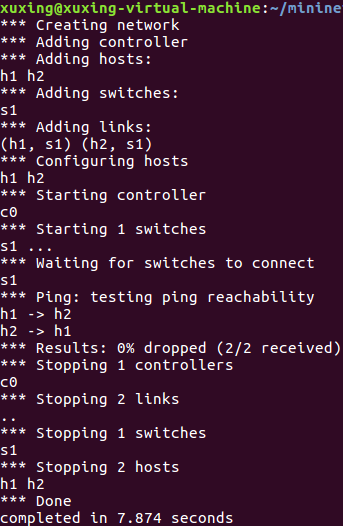 xuxing@xuxing-virtual-machine:~/minine
*** Creating network
*** Adding controller
*** Adding hosts:
h1 h2
*** Adding switches:
s1
*** Adding links:
(h1, s1) (h2, s1)
*** Configuring hosts
h1 h2
*** Starting controller
c0
*** Starting 1 switches
s1 ...
*** Waiting for switches to connect
s1
*** Ping: testing ping reachability
h1 -> h2
h2 -> h1
*** Results: 0% dropped (2/2 received)
*** Stopping 1 controllers
c0
*** Stopping 2 links
..
*** Stopping 1 switches
s1
*** Stopping 2 hosts
h1 h2
*** Done
completed in 7.874 seconds